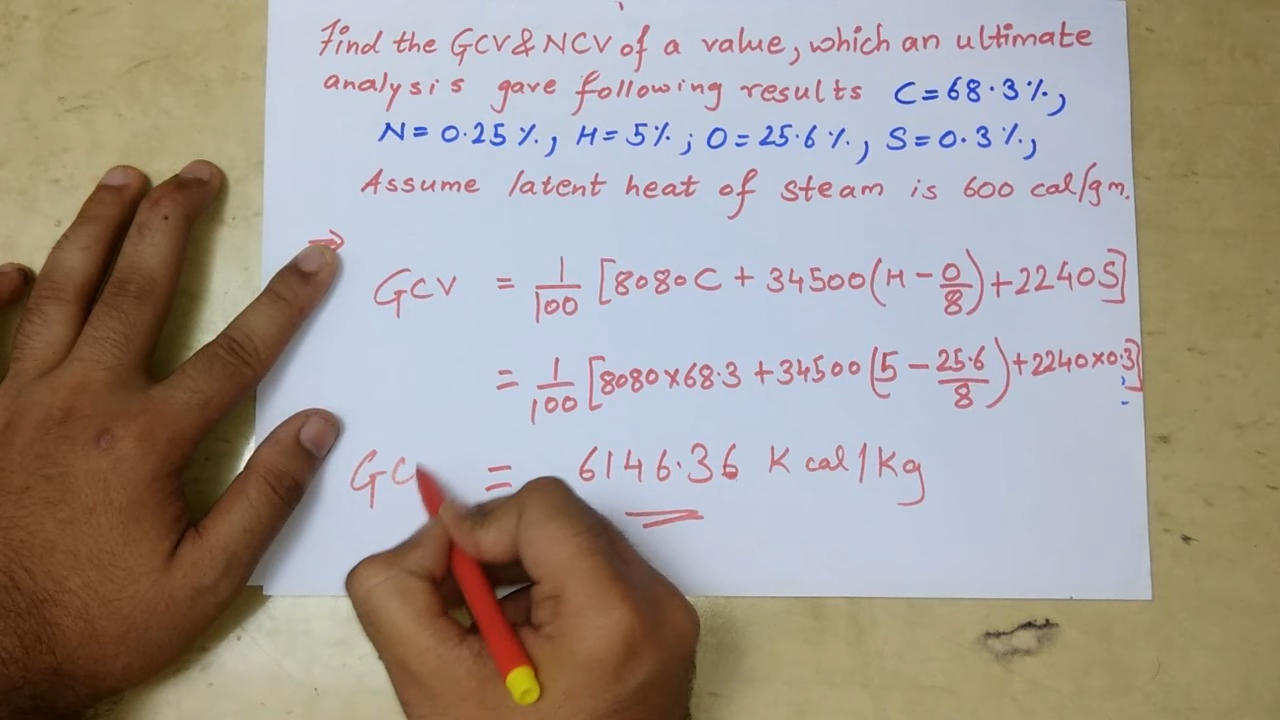 Find the GCV & NCV of a value, which an ultimate
analysis gave following results C=68.3%,
N=0.25%, H=5%; O=25.6%, S=0.3%,
Assume latent heat of steam is 600 cal/gm.
⇒ GCV = 1/100 [8080C + 34500(H - O/8) + 2240S]
= 1/100 [8080×68.3 + 34500(5 - 25.6/8) + 2240×0.3]
GC = 6146.36 Kcal/Kg